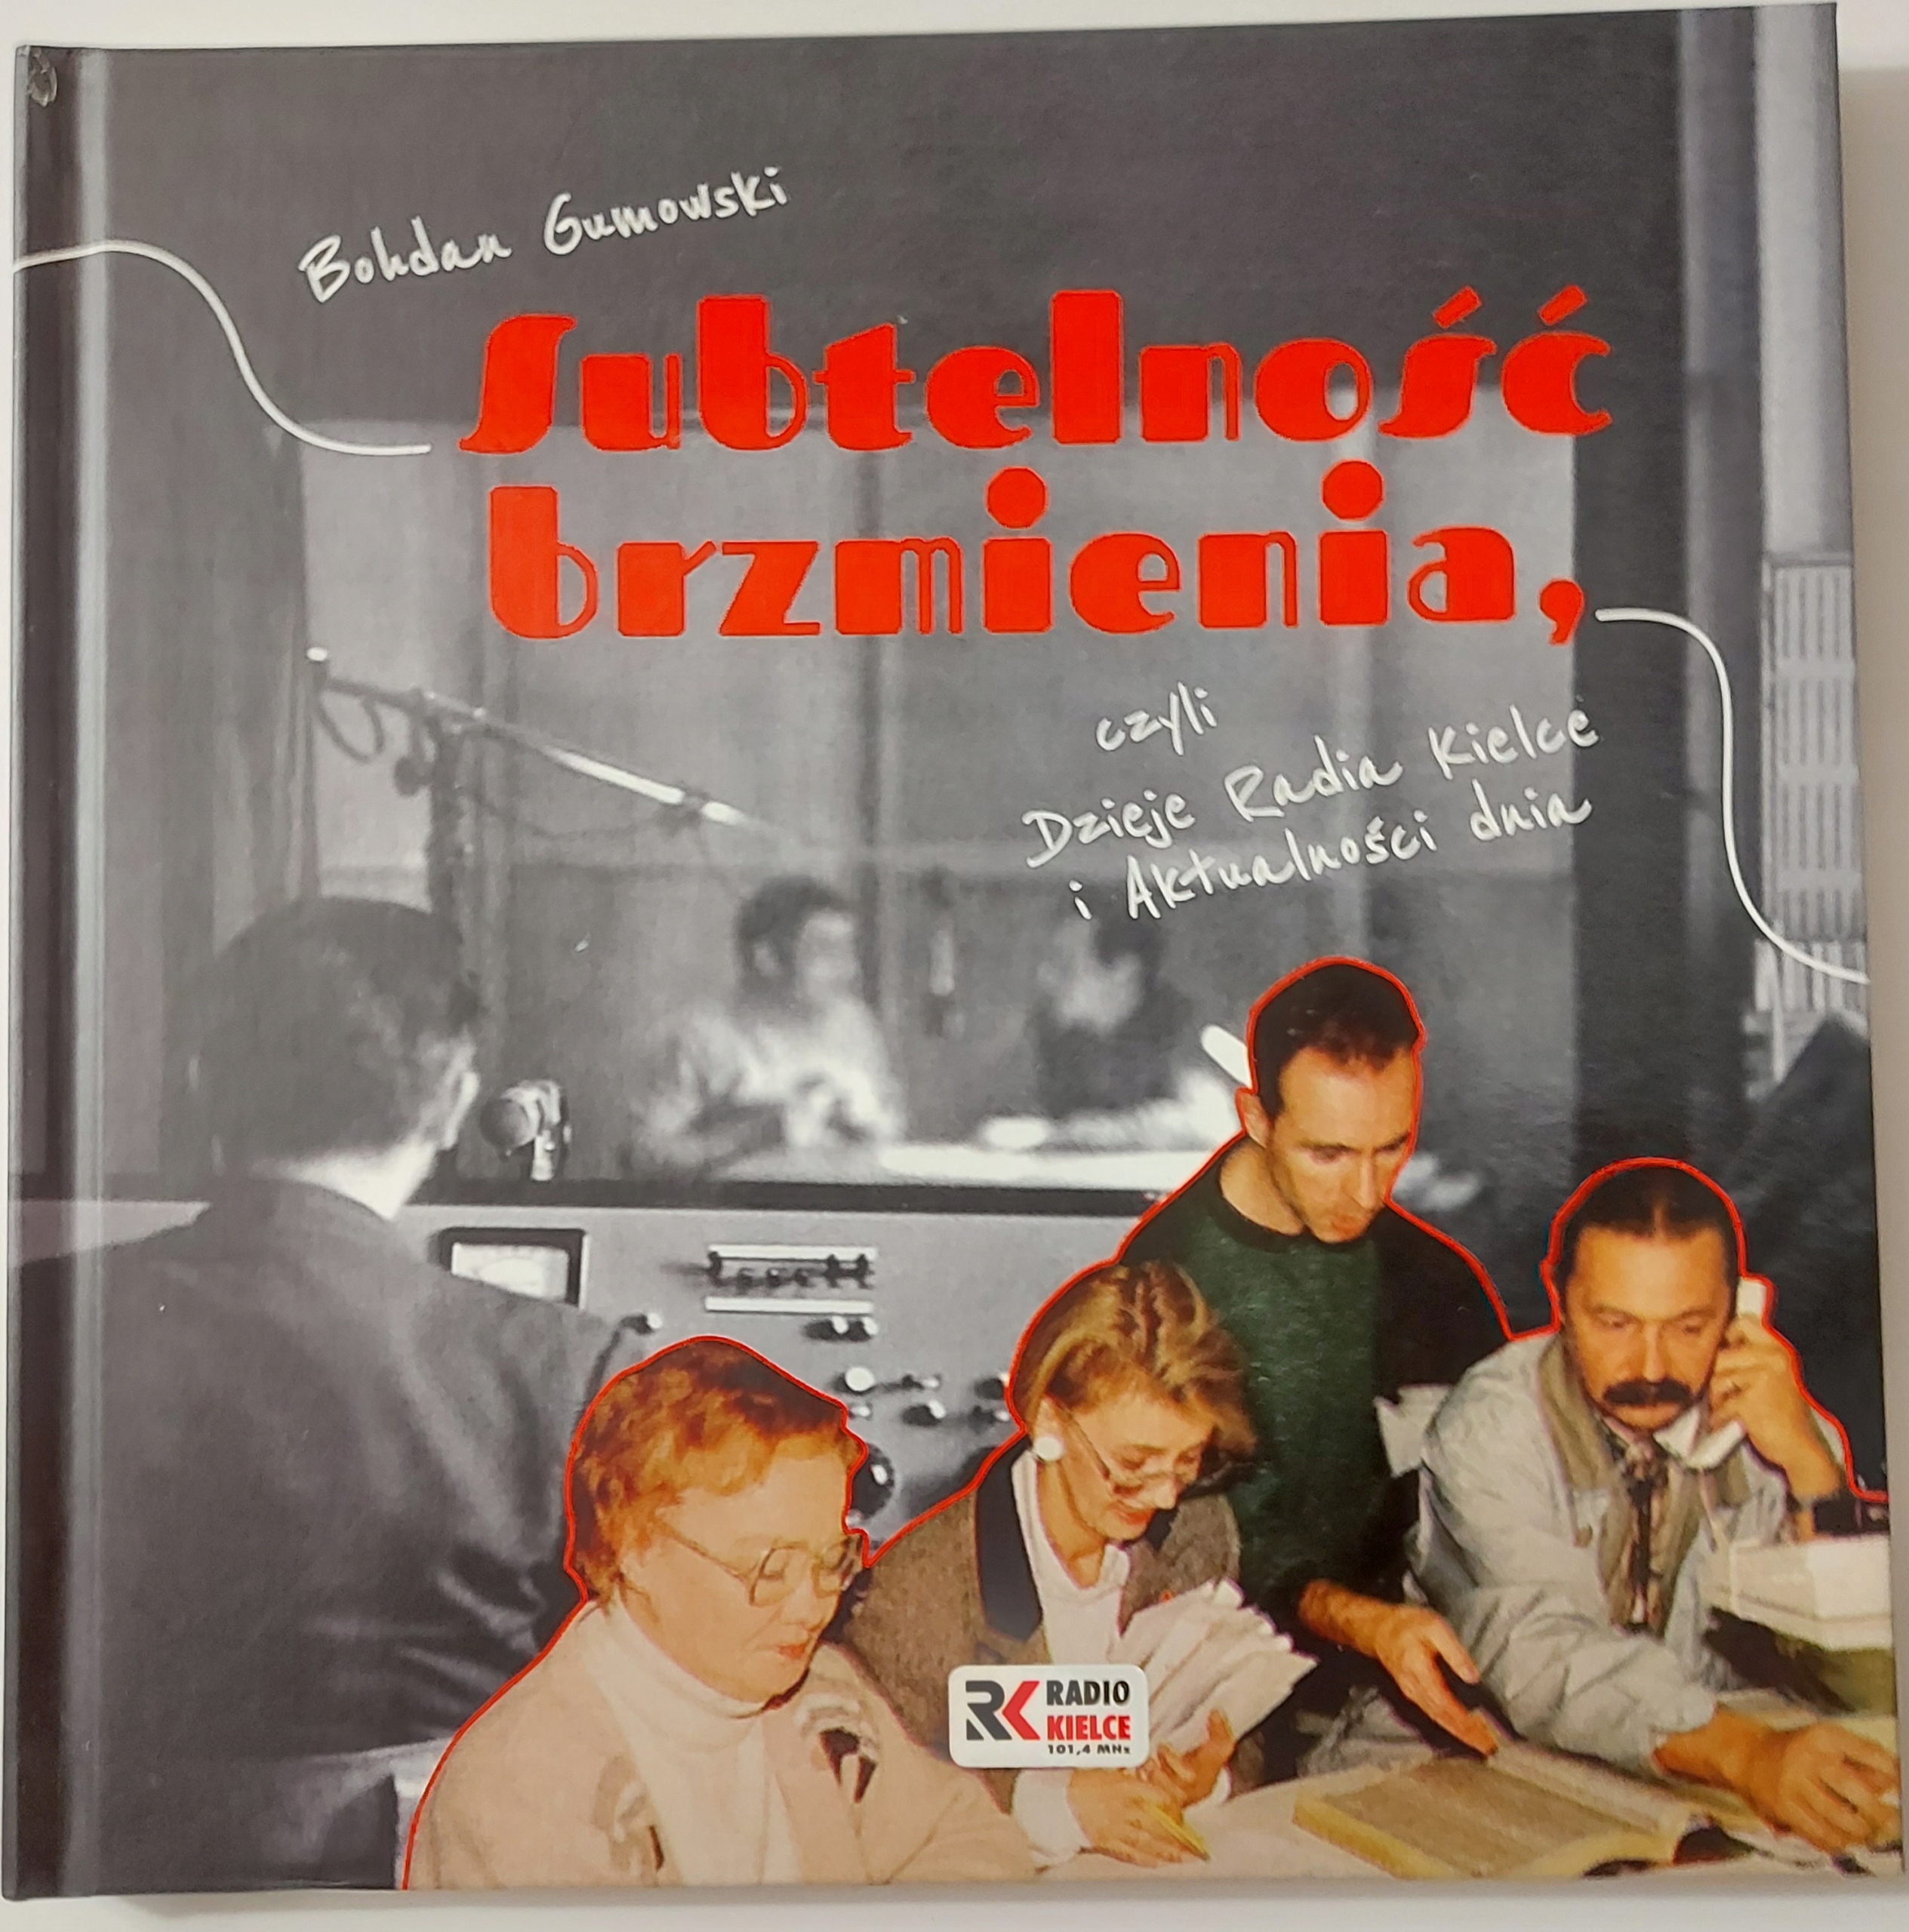 Bohdan Gumowski
Subtelność
brzmienia,
czyli
Dzieje Radia Kielce
i Aktualności dnia
RK RADIO
KIELCE
101,4 MHz